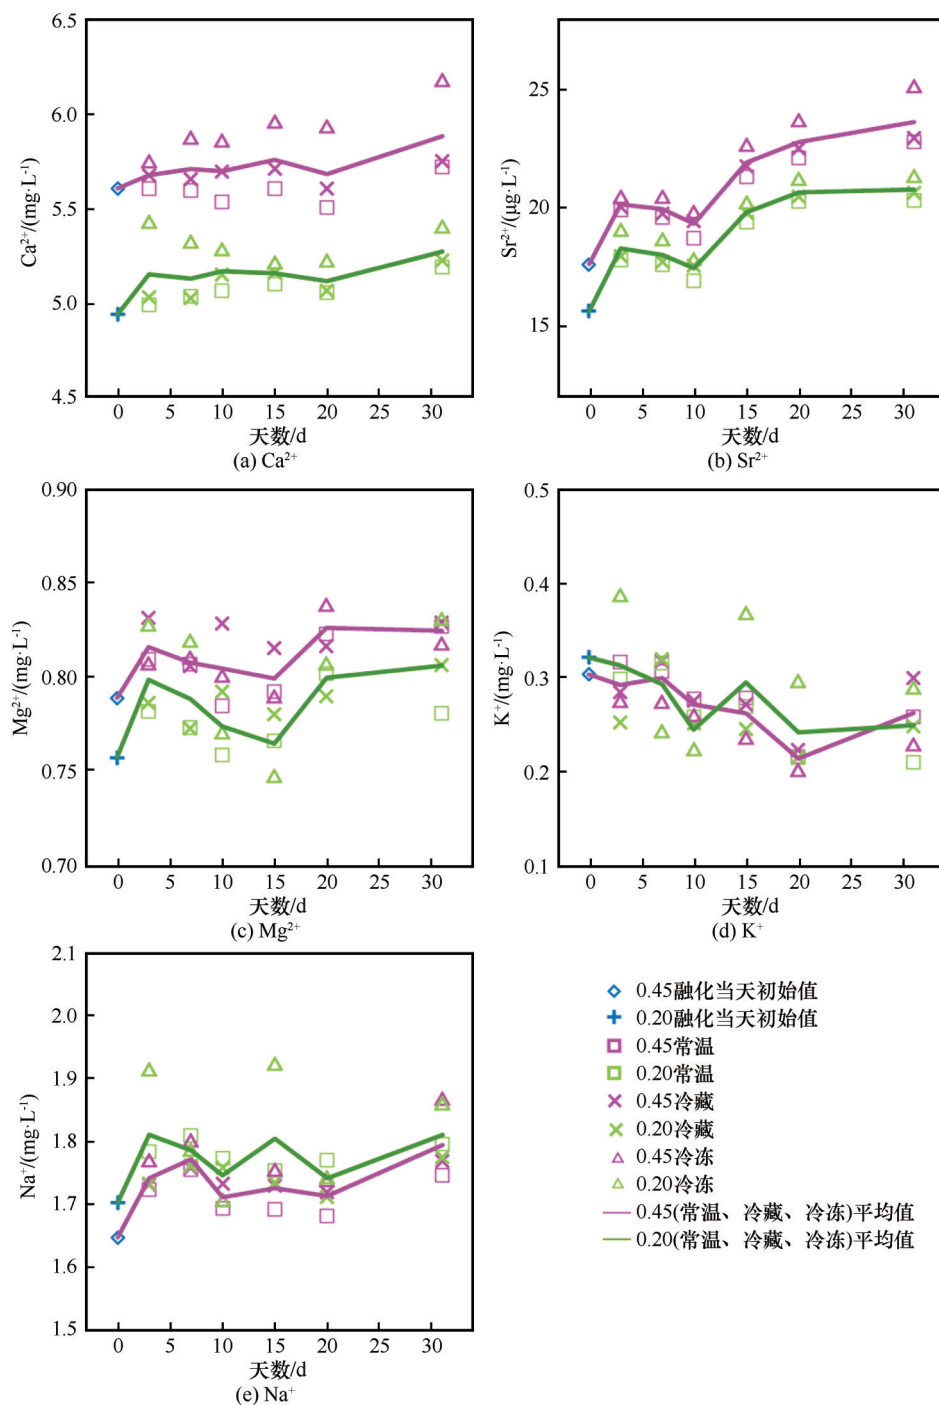 6.5
6.0
5.5
5.0
4.5
Ca²⁺/(mg·L⁻¹)
0 5 10 15 20 25 30
天数/d
(a) Ca²⁺
25
20
15
Sr²⁺/(μg·L⁻¹)
0 5 10 15 20 25 30
天数/d
(b) Sr²⁺
0.90
0.85
0.80
0.75
0.70
Mg²⁺/(mg·L⁻¹)
0 5 10 15 20 25 30
天数/d
(c) Mg²⁺
0.5
0.4
0.3
0.2
0.1
K⁺/(mg·L⁻¹)
0 5 10 15 20 25 30
天数/d
(d) K⁺
2.1
2.0
1.9
1.8
1.7
1.6
1.5
Na⁺/(mg·L⁻¹)
0 5 10 15 20 25 30
天数/d
(e) Na⁺
0.45融化当天初始值
0.20融化当天初始值
0.45常温
0.20常温
0.45冷藏
0.20冷藏
0.45冷冻
0.20冷冻
0.45(常温、冷藏、冷冻)平均值
0.20(常温、冷藏、冷冻)平均值